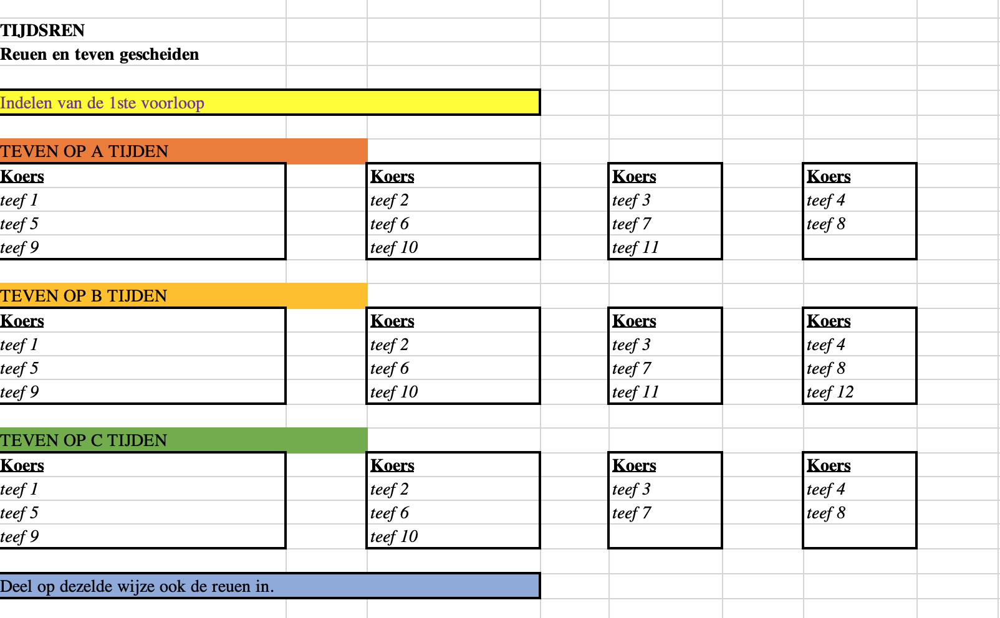 TIJDSREN
Reuen en teven gescheiden
Indelen van de 1ste voorloop
TEVEN OP A TIJDEN
Koers Koers Koers Koers
teef 1 teef 2 teef 3 teef 4
teef 5 teef 6 teef 7 teef 8
teef 9 teef 10 teef 11
TEVEN OP B TIJDEN
Koers Koers Koers Koers
teef 1 teef 2 teef 3 teef 4
teef 5 teef 6 teef 7 teef 8
teef 9 teef 10 teef 11 teef 12
TEVEN OP C TIJDEN
Koers Koers Koers Koers
teef 1 teef 2 teef 3 teef 4
teef 5 teef 6 teef 7 teef 8
teef 9 teef 10
Deel op dezelde wijze ook de reuen in.